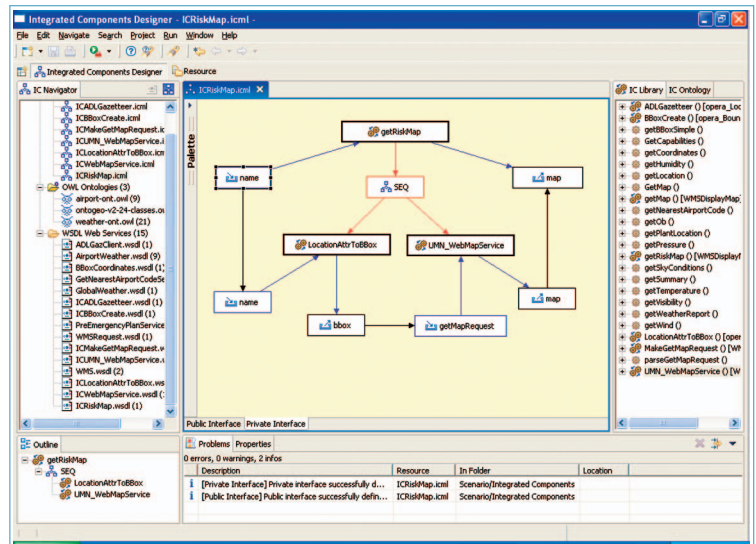 Integrated Components Designer - ICRiskMap.icml -
File Edit Navigate Search Project Run Window Help
Integrated Components Designer Resource
IC Navigator
ICADLGazetteer.icml
ICBBoxCreate.icml
ICMakeGetMapRequest.ic
ICUMN_WebMapService.i
ICLocationAttrToBBox.icm
ICWebMapService.icml
ICRiskMap.icml
OWL Ontologies (3)
airport-ont.owl (9)
ontogeo-v2-24-classes.ow
weather-ont.owl (21)
WSDL Web Services (15)
ADLGazClient.wsdl (1)
AirportWeather.wsdl (9)
BBoxCoordinates.wsdl (1)
GetNearestAirportCodeSe
GlobalWeather.wsdl (1)
ICADLGazetteer.wsdl (1)
ICBBoxCreate.wsdl (1)
PreEmergencyPlanService
WMSRequest.wsdl (1)
ICMakeGetMapRequest.w
ICUMN_WebMapService.
WMS.wsdl (2)
ICLocationAttrToBBox.ws
ICWebMapService.wsdl (
ICRiskMap.wsdl (1)
ICRiskMap.icml
Palette
getRiskMap
name
map
SEQ
LocationAttrToBBox
UMN_WebMapService
name
map
bbox
getMapRequest
Public Interface Private Interface
IC Library IC Ontology
ADLGazetteer () [opera_Loc
BBoxCreate () [opera_Boun
getBBoxSimple ()
GetCapabilities ()
getCoordinates ()
getHumidity ()
getLocation ()
GetMap ()
getMap () [WMSDisplayMap]
getNearestAirportCode ()
getOb ()
getPlantLocation ()
getPressure ()
getRiskMap () [WMSDisplayM
getSkyConditions ()
getSummary ()
getTemperature ()
getVisibility ()
getWeatherReport ()
getWind ()
LocationAttrToBBox () [oper
MakeGetMapRequest () [WM
parseGetMapRequest ()
UMN_WebMapService () [W
Outline
getRiskMap
SEQ
LocationAttrToBBox
UMN_WebMapService
Problems Properties
0 errors, 0 warnings, 2 infos
Description Resource In Folder Location
[Private Interface] Private interface successfully d... ICRiskMap.icml Scenario/Integrated Components
[Public Interface] Public interface successfully defin... ICRiskMap.icml Scenario/Integrated Components